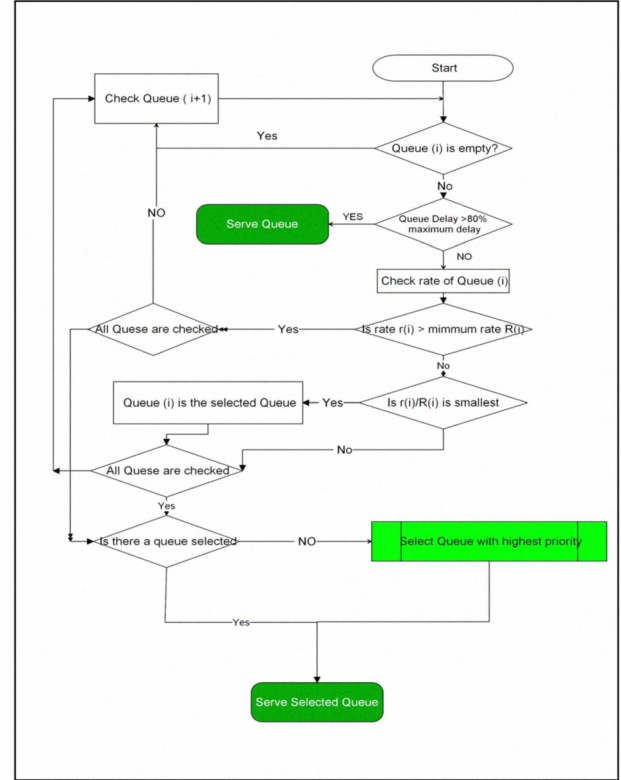 Start
Check Queue ( i+1)
Yes
Queue (i) is empty?
No
NO
Serve Queue
YES
Queue Delay >80%
maximum delay
NO
Check rate of Queue (i)
All Quese are checked
Yes
Is rate r(i) > mimmum rate R(i)
No
Queue (i) is the selected Queue
Yes
Is r(i)/R(i) is smallest
No
All Quese are checked
Yes
Is there a queue selected
NO
Select Queue with highest priority
Yes
Serve Selected Queue